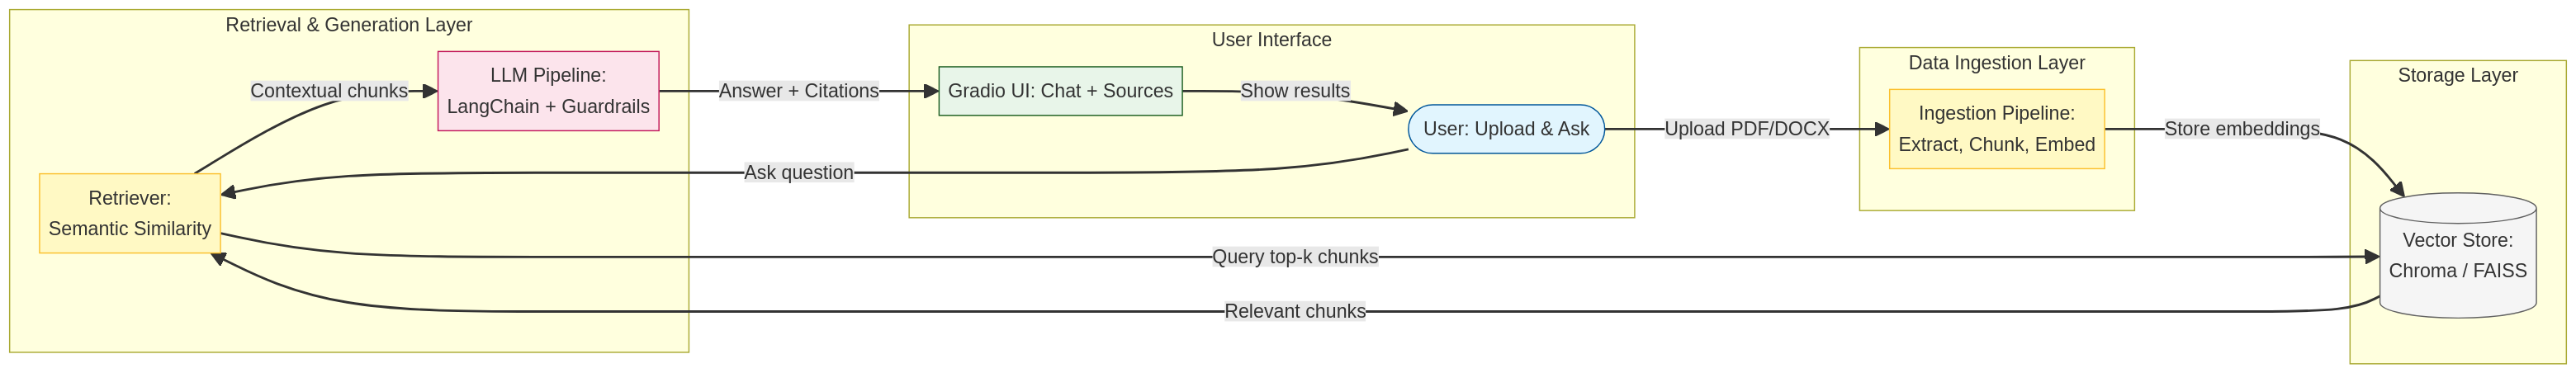 Retrieval & Generation Layer
LLM Pipeline:
LangChain + Guardrails
Contextual chunks
Retriever:
Semantic Similarity
Answer + Citations
User Interface
Gradio UI: Chat + Sources
Show results
User: Upload & Ask
Ask question
Upload PDF/DOCX
Data Ingestion Layer
Ingestion Pipeline:
Extract, Chunk, Embed
Store embeddings
Storage Layer
Vector Store:
Chroma / FAISS
Query top-k chunks
Relevant chunks